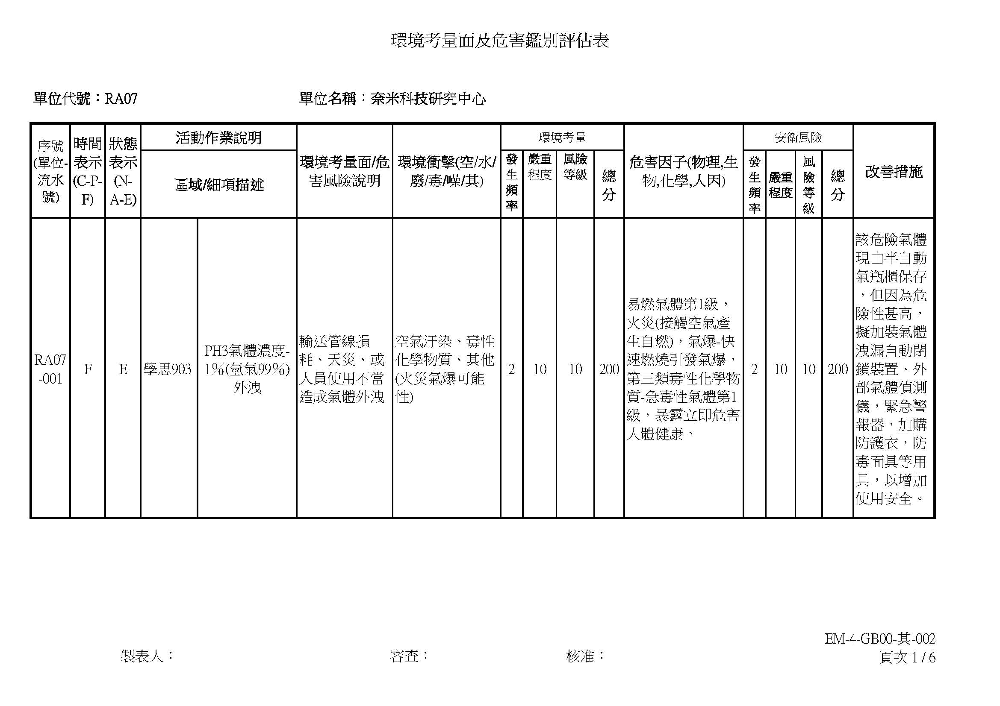 環境考量面及危害鑑別評估表
單位代號：RA07
單位名稱：奈米科技研究中心
序號
(單位-
流水
號)
時間
表示
(C-P-
F)
狀態
表示
(N-
A-E)
活動作業說明
區域/細項描述
環境考量面/危
害風險說明
環境衝擊(空/水/
廢/毒/噪/其)
環境考量
發
生
頻
率
嚴重
程度
風險
等級
總
分
危害因子(物理,生
物,化學,人因)
安衛風險
發
生
頻
率
嚴重
程度
風
險
等
級
總
分
改善措施
RA07
-001
F
E
學思903
PH3氣體濃度-
1%(氫氣99%)
外洩
輸送管線損
耗、天災、或
人員使用不當
造成氣體外洩
空氣汙染、毒性
化學物質、其他
(火災氣爆可能
性)
2
10
10
200
易燃氣體第1級，
火災(接觸空氣產
生自燃)，氣爆-快
速燃燒引發氣爆，
第三類毒性化學物
質-急毒性氣體第1
級，暴露立即危害
人體健康。
2
10
10
200
該危險氣體
現由半自動
氣瓶櫃保存
，但因為危
險性甚高，
擬加裝氣體
洩漏自動閉
鎖裝置、外
部氣體偵測
儀，緊急警
報器，加購
防護衣，防
毒面具等用
具，以增加
使用安全。
製表人：
審查：
核准：
EM-4-GB00-其-002
頁次 1 / 6